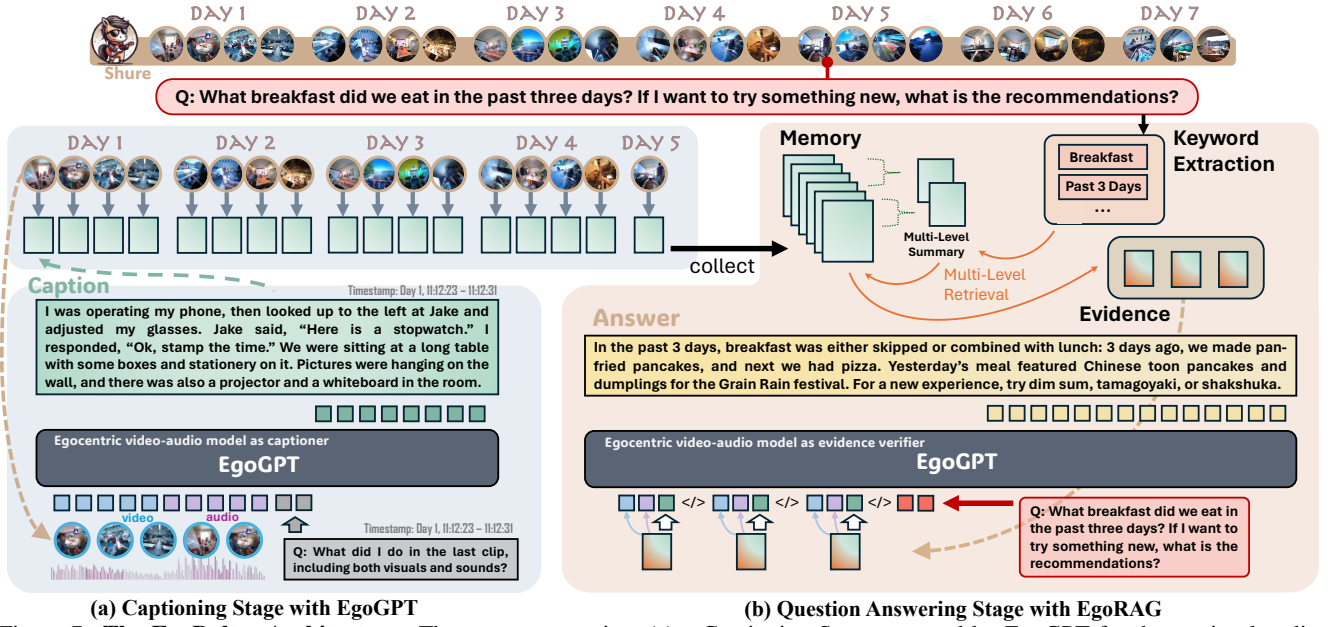 DAY 1 DAY 2 DAY 3 DAY 4 DAY 5 DAY 6 DAY 7
Shure
Q: What breakfast did we eat in the past three days? If I want to try something new, what is the recommendations?
DAY 1 DAY 2 DAY 3 DAY 4 DAY 5
collect
Caption
Timestamp: Day 1, 11:12:23 – 11:12:31
I was operating my phone, then looked up to the left at Jake and
adjusted my glasses. Jake said, “Here is a stopwatch.” I
responded, “Ok, stamp the time.” We were sitting at a long table
with some boxes and stationery on it. Pictures were hanging on the
wall, and there was also a projector and a whiteboard in the room.
Egocentric video-audio model as captioner
EgoGPT
video audio
Timestamp: Day 1, 11:12:23 – 11:12:31
Q: What did I do in the last clip,
including both visuals and sounds?
(a) Captioning Stage with EgoGPT
Memory
Keyword
Extraction
Breakfast
Past 3 Days
...
Multi-Level
Summary
Multi-Level
Retrieval
Evidence
Answer
In the past 3 days, breakfast was either skipped or combined with lunch: 3 days ago, we made pan-
fried pancakes, and next we had pizza. Yesterday’s meal featured Chinese toon pancakes and
dumplings for the Grain Rain festival. For a new experience, try dim sum, tamagoyaki, or shakshuka.
Egocentric video-audio model as evidence verifier
EgoGPT
</> </> </>
Q: What breakfast did we eat in
the past three days? If I want to
try something new, what is the
recommendations?
(b) Question Answering Stage with EgoRAG